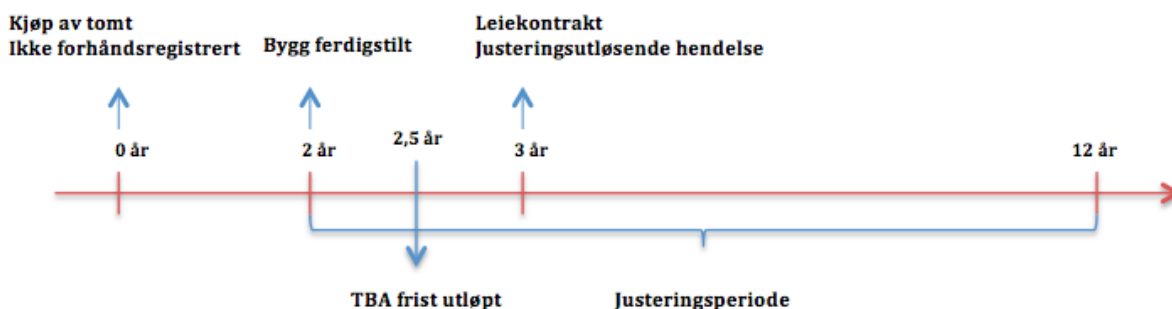 Kjøp av tomt
Ikke forhåndsregistrert
Bygg ferdigstilt
Leiekontrakt
Justeringsutløsende hendelse
0 år
2 år
2,5 år
3 år
12 år
TBA frist utløpt
Justeringsperiode